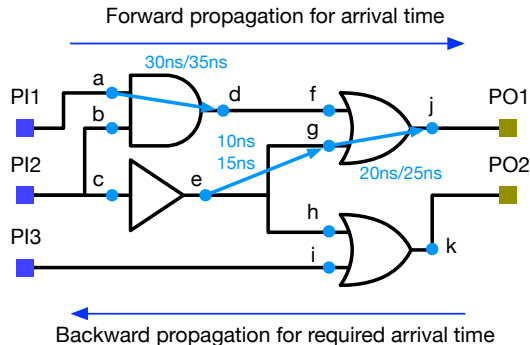 Forward propagation for arrival time
30ns/35ns
PI1
a
d
f
j
PO1
b
g
10ns
15ns
20ns/25ns
PI2
c
e
PO2
h
PI3
i
k
Backward propagation for required arrival time